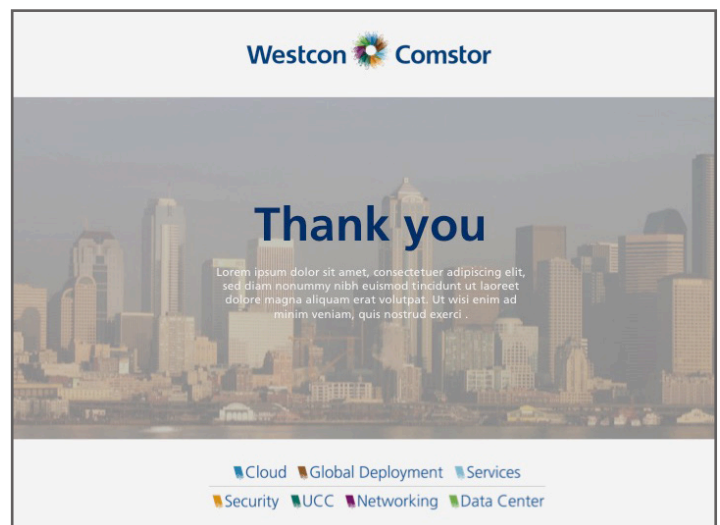 Westcon Comstor
Thank you
Lorem ipsum dolor sit amet, consectetuer adipiscing elit,
sed diam nonummy nibh euismod tincidunt ut laoreet
dolore magna aliquam erat volutpat. Ut wisi enim ad
minim veniam, quis nostrud exerci .
Cloud Global Deployment Services
Security UCC Networking Data Center